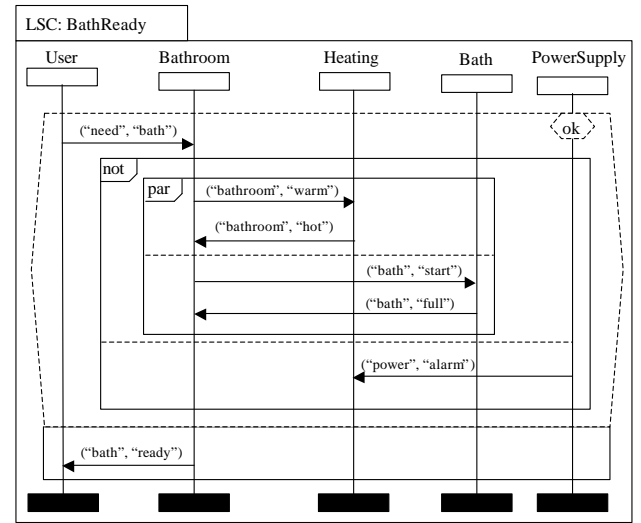 LSC: BathReady
User Bathroom Heating Bath PowerSupply
ok
(“need”, “bath”)
not
par
(“bathroom”, “warm”)
(“bathroom”, “hot”)
(“bath”, “start”)
(“bath”, “full”)
(“power”, “alarm”)
(“bath”, “ready”)